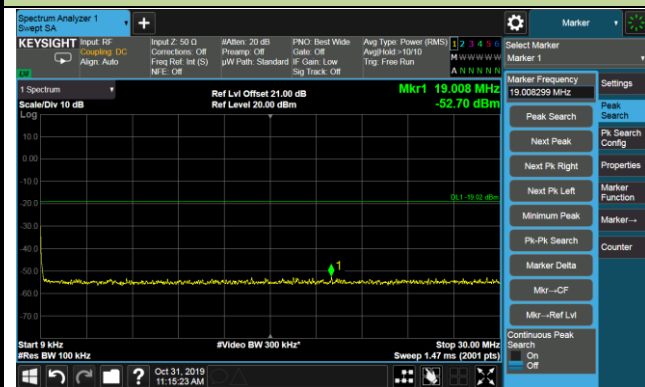 Spectrum Analyzer 1
Swept SA
+
Marker
KEYSIGHT
Input: RF
Coupling: DC
Align: Auto
Input Z: 50 Ω
Corrections: Off
Freq Ref: Int (S)
NFE: Off
#Atten: 20 dB
Preamp: Off
µW Path: Standard
PNO: Best Wide
Gate: Off
IF Gain: Low
Sig Track: Off
Avg Type: Power (RMS)
Avg|Hold:>10/10
Trig: Free Run
1 2 3 4 5 6
M W W W W W
A N N N N N
Select Marker
Marker 1
1 Spectrum
Scale/Div 10 dB
Log
Ref Lvl Offset 21.00 dB
Ref Level 20.00 dBm
Mkr1 19.008 MHz
-52.70 dBm
10.0
0.00
-10.0
-20.0
-30.0
-40.0
-50.0
-60.0
-70.0
DL1 -19.02 dBm
1
Start 9 kHz
#Res BW 100 kHz
#Video BW 300 kHz*
Stop 30.00 MHz
Sweep 1.47 ms (2001 pts)
Marker Frequency
19.008299 MHz
Peak Search
Next Peak
Next Pk Right
Next Pk Left
Minimum Peak
Pk-Pk Search
Marker Delta
Mkr→CF
Mkr→Ref Lvl
Continuous Peak
Search
On
Off
Settings
Peak
Search
Pk Search
Config
Properties
Marker
Function
Marker→
Counter
?
Oct 31, 2019
11:15:23 AM